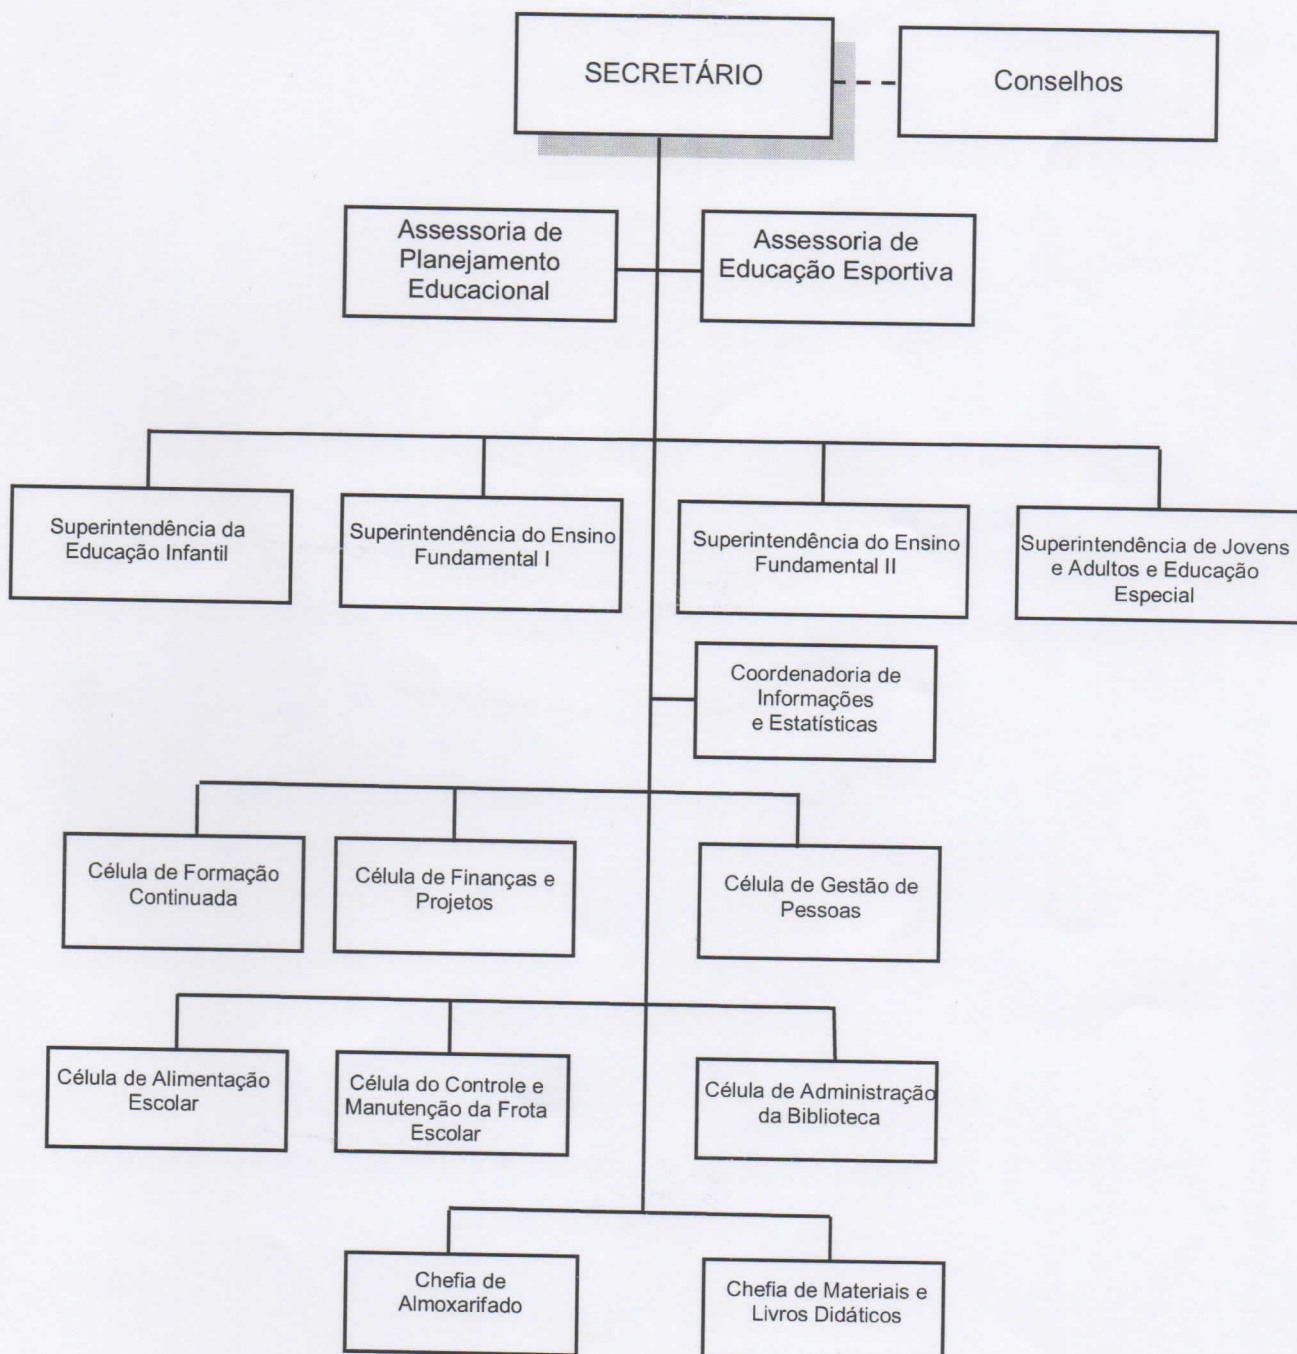 SECRETÁRIO
Conselhos
Assessoria de
Planejamento
Educacional
Assessoria de
Educação Esportiva
Superintendência da
Educação Infantil
Superintendência do Ensino
Fundamental I
Superintendência do Ensino
Fundamental II
Superintendência de Jovens
e Adultos e Educação
Especial
Coordenadoria de
Informações
e Estatísticas
Célula de Formação
Continuada
Célula de Finanças e
Projetos
Célula de Gestão de
Pessoas
Célula de Alimentação
Escolar
Célula do Controle e
Manutenção da Frota
Escolar
Célula de Administração
da Biblioteca
Chefia de
Almoxarifado
Chefia de Materiais e
Livros Didáticos